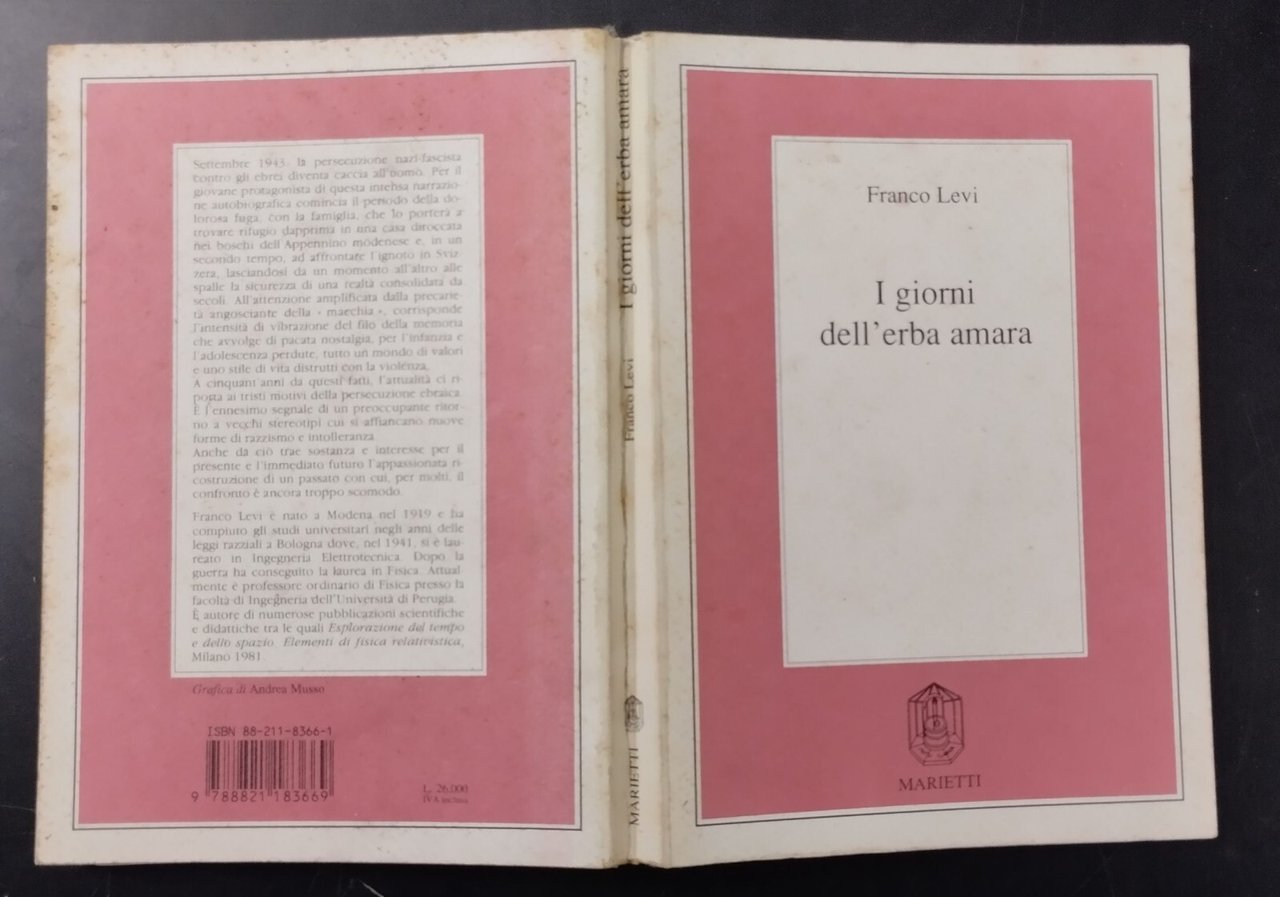 Settembre 1943: la persecuzione nazi-fascista
contro gli ebrei diventa caccia all'uomo. Per il
giovane protagonista di questa intensa narrazio-
ne autobiografica comincia il periodo della do-
lorosa fuga, con la famiglia, che lo porterà a
trovare rifugio dapprima in una casa diroccata
nei boschi dell'Appennino modenese e, in un
secondo tempo, ad affrontare l'ignoto in Sviz-
zera, lasciandosi da un momento all'altro alle
spalle la sicurezza di una realtà consolidata da
secoli. All'attenzione amplificata dalla precarie-
tà angosciante della « macchia », corrisponde
l'intensità di vibrazione del filo della memoria
che avvolge di pacata nostalgia, per l'infanzia e
l'adolescenza perdute, tutto un mondo di valori
e uno stile di vita distrutti con la violenza.
A cinquant'anni da questi fatti, l'attualità ci ri-
porta ai tristi motivi della persecuzione ebraica.
È l'ennesimo segnale di un preoccupante ritor-
no a vecchi stereotipi cui si affiancano nuove
forme di razzismo e intolleranza.
Anche da ciò trae sostanza e interesse per il
presente e l'immediato futuro l'appassionata ri-
costruzione di un passato con cui, per molti, il
confronto è ancora troppo scomodo.
Franco Levi è nato a Modena nel 1919 e ha
compiuto gli studi universitari negli anni delle
leggi razziali a Bologna dove, nel 1941, si è lau-
reato in Ingegneria Elettrotecnica. Dopo la
guerra ha conseguito la laurea in Fisica. Attual-
mente è professore ordinario di Fisica presso la
facoltà di Ingegneria dell'Università di Perugia.
È autore di numerose pubblicazioni scientifiche
e didattiche tra le quali Esplorazione del tempo
e dello spazio. Elementi di fisica relativistica,
Milano 1981.
Grafica di Andrea Musso
ISBN 88-211-8366-1
9 788821 183669
L. 26.000
IVA inclusa
I giorni dell'erba amara
Franco Levi
MARIETTI
Franco Levi
I giorni
dell'erba amara
MARIETTI